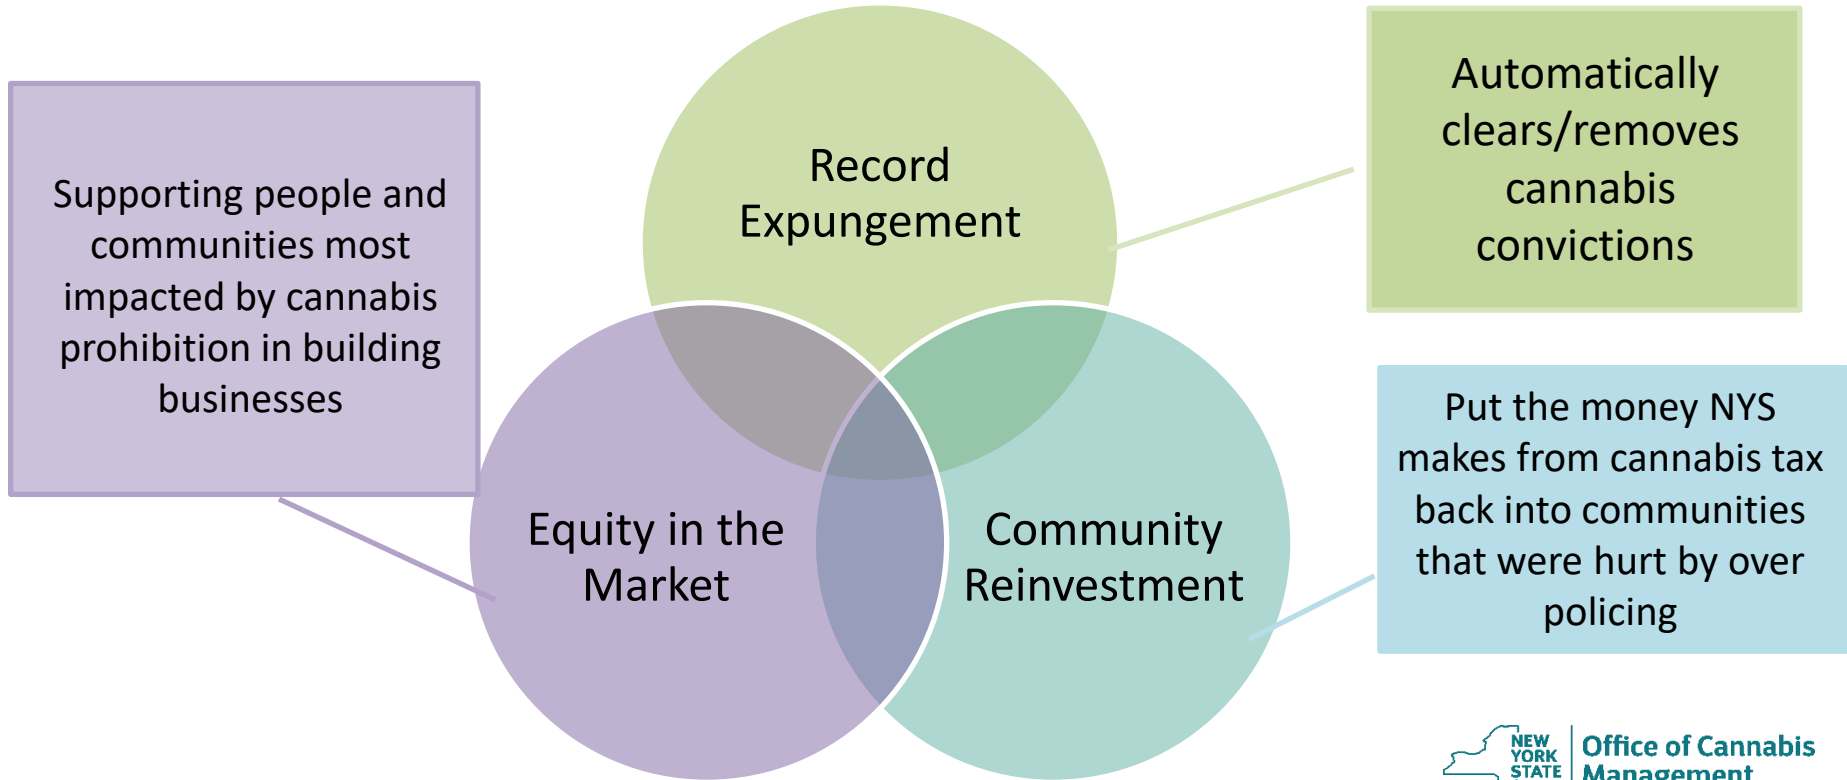 Record
Expungement
Automatically
clears/removes
cannabis
convictions
Supporting people and
communities most
impacted by cannabis
prohibition in building
businesses
Equity in the
Market
Community
Reinvestment
Put the money NYS
makes from cannabis tax
back into communities
that were hurt by over
policing
NEW
YORK
STATE
Office of Cannabis
Management